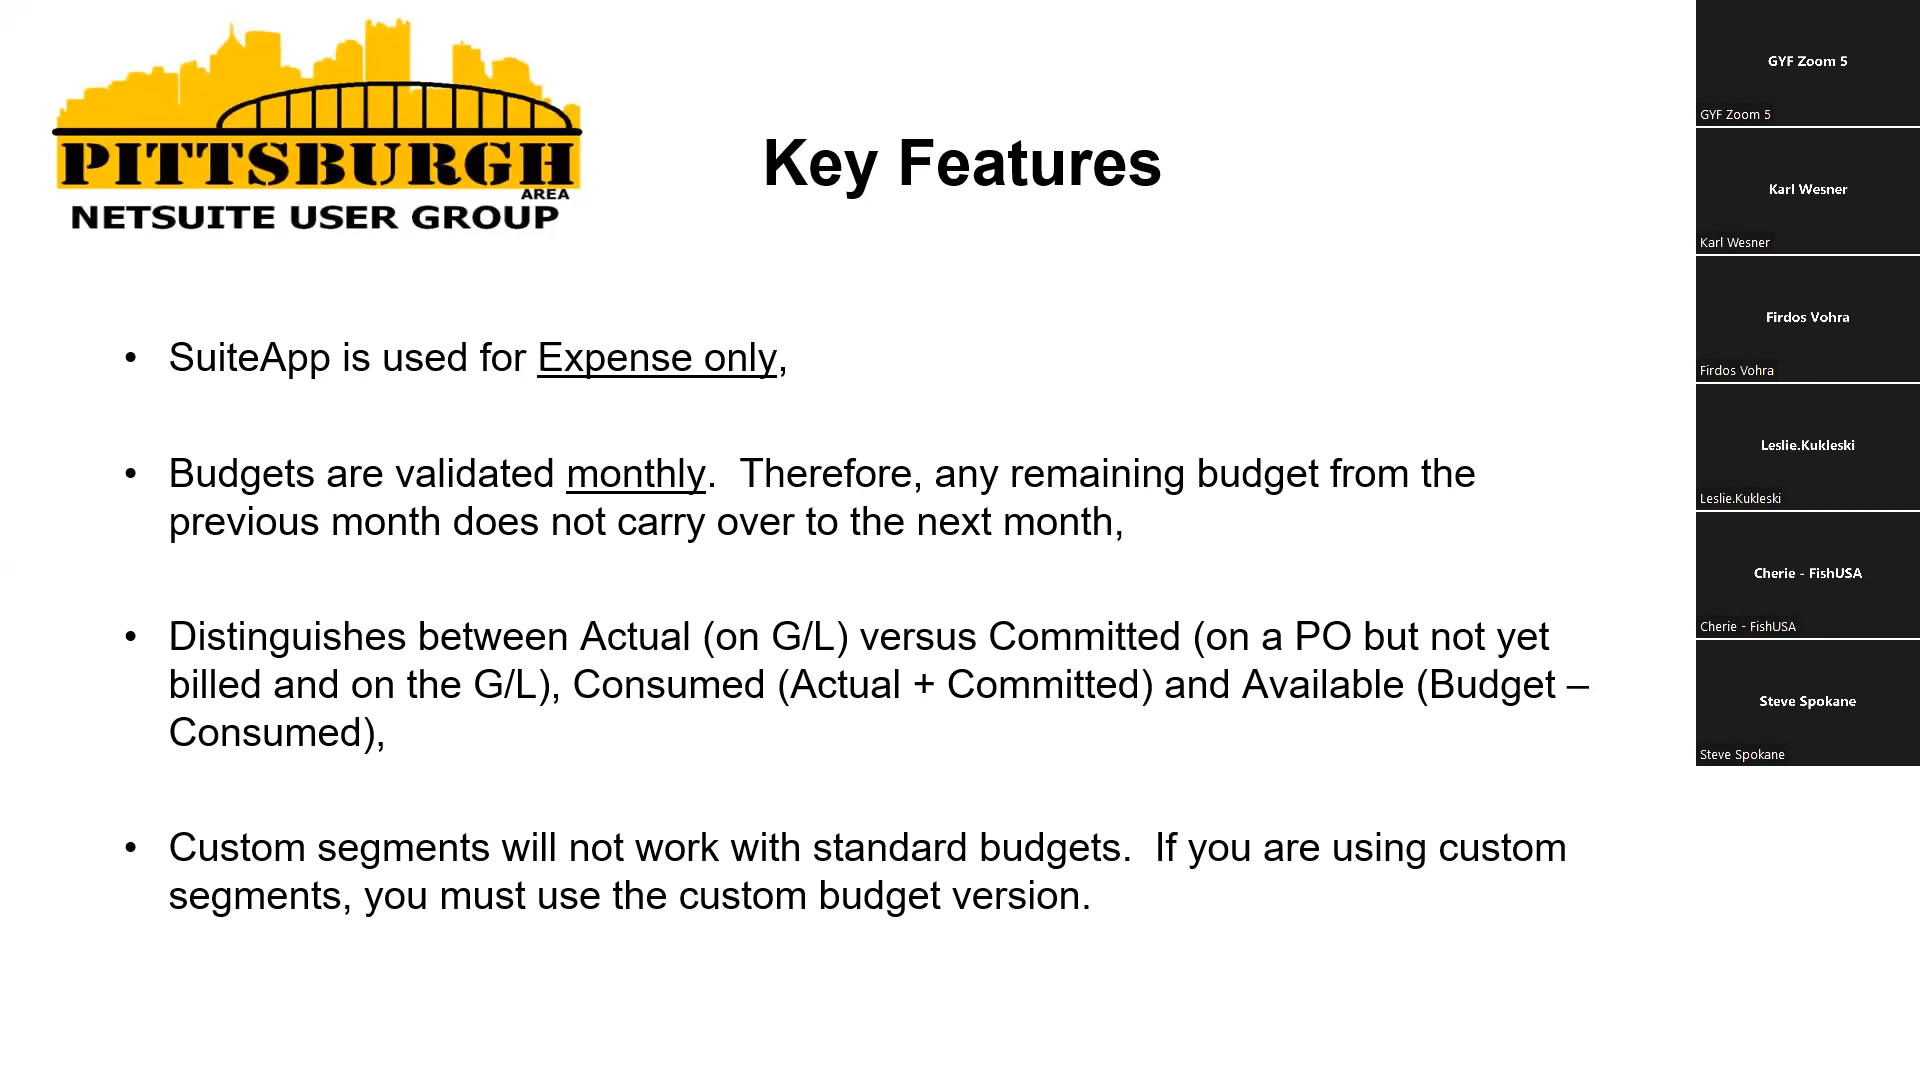 PITTSBURGH
AREA
NETSUITE USER GROUP
Key Features
• SuiteApp is used for Expense only,
• Budgets are validated monthly.  Therefore, any remaining budget from the
previous month does not carry over to the next month,
• Distinguishes between Actual (on G/L) versus Committed (on a PO but not yet
billed and on the G/L), Consumed (Actual + Committed) and Available (Budget –
Consumed),
• Custom segments will not work with standard budgets.  If you are using custom
segments, you must use the custom budget version.
GYF Zoom 5
GYF Zoom 5
Karl Wesner
Karl Wesner
Firdos Vohra
Firdos Vohra
Leslie.Kukleski
Leslie.Kukleski
Cherie - FishUSA
Cherie - FishUSA
Steve Spokane
Steve Spokane